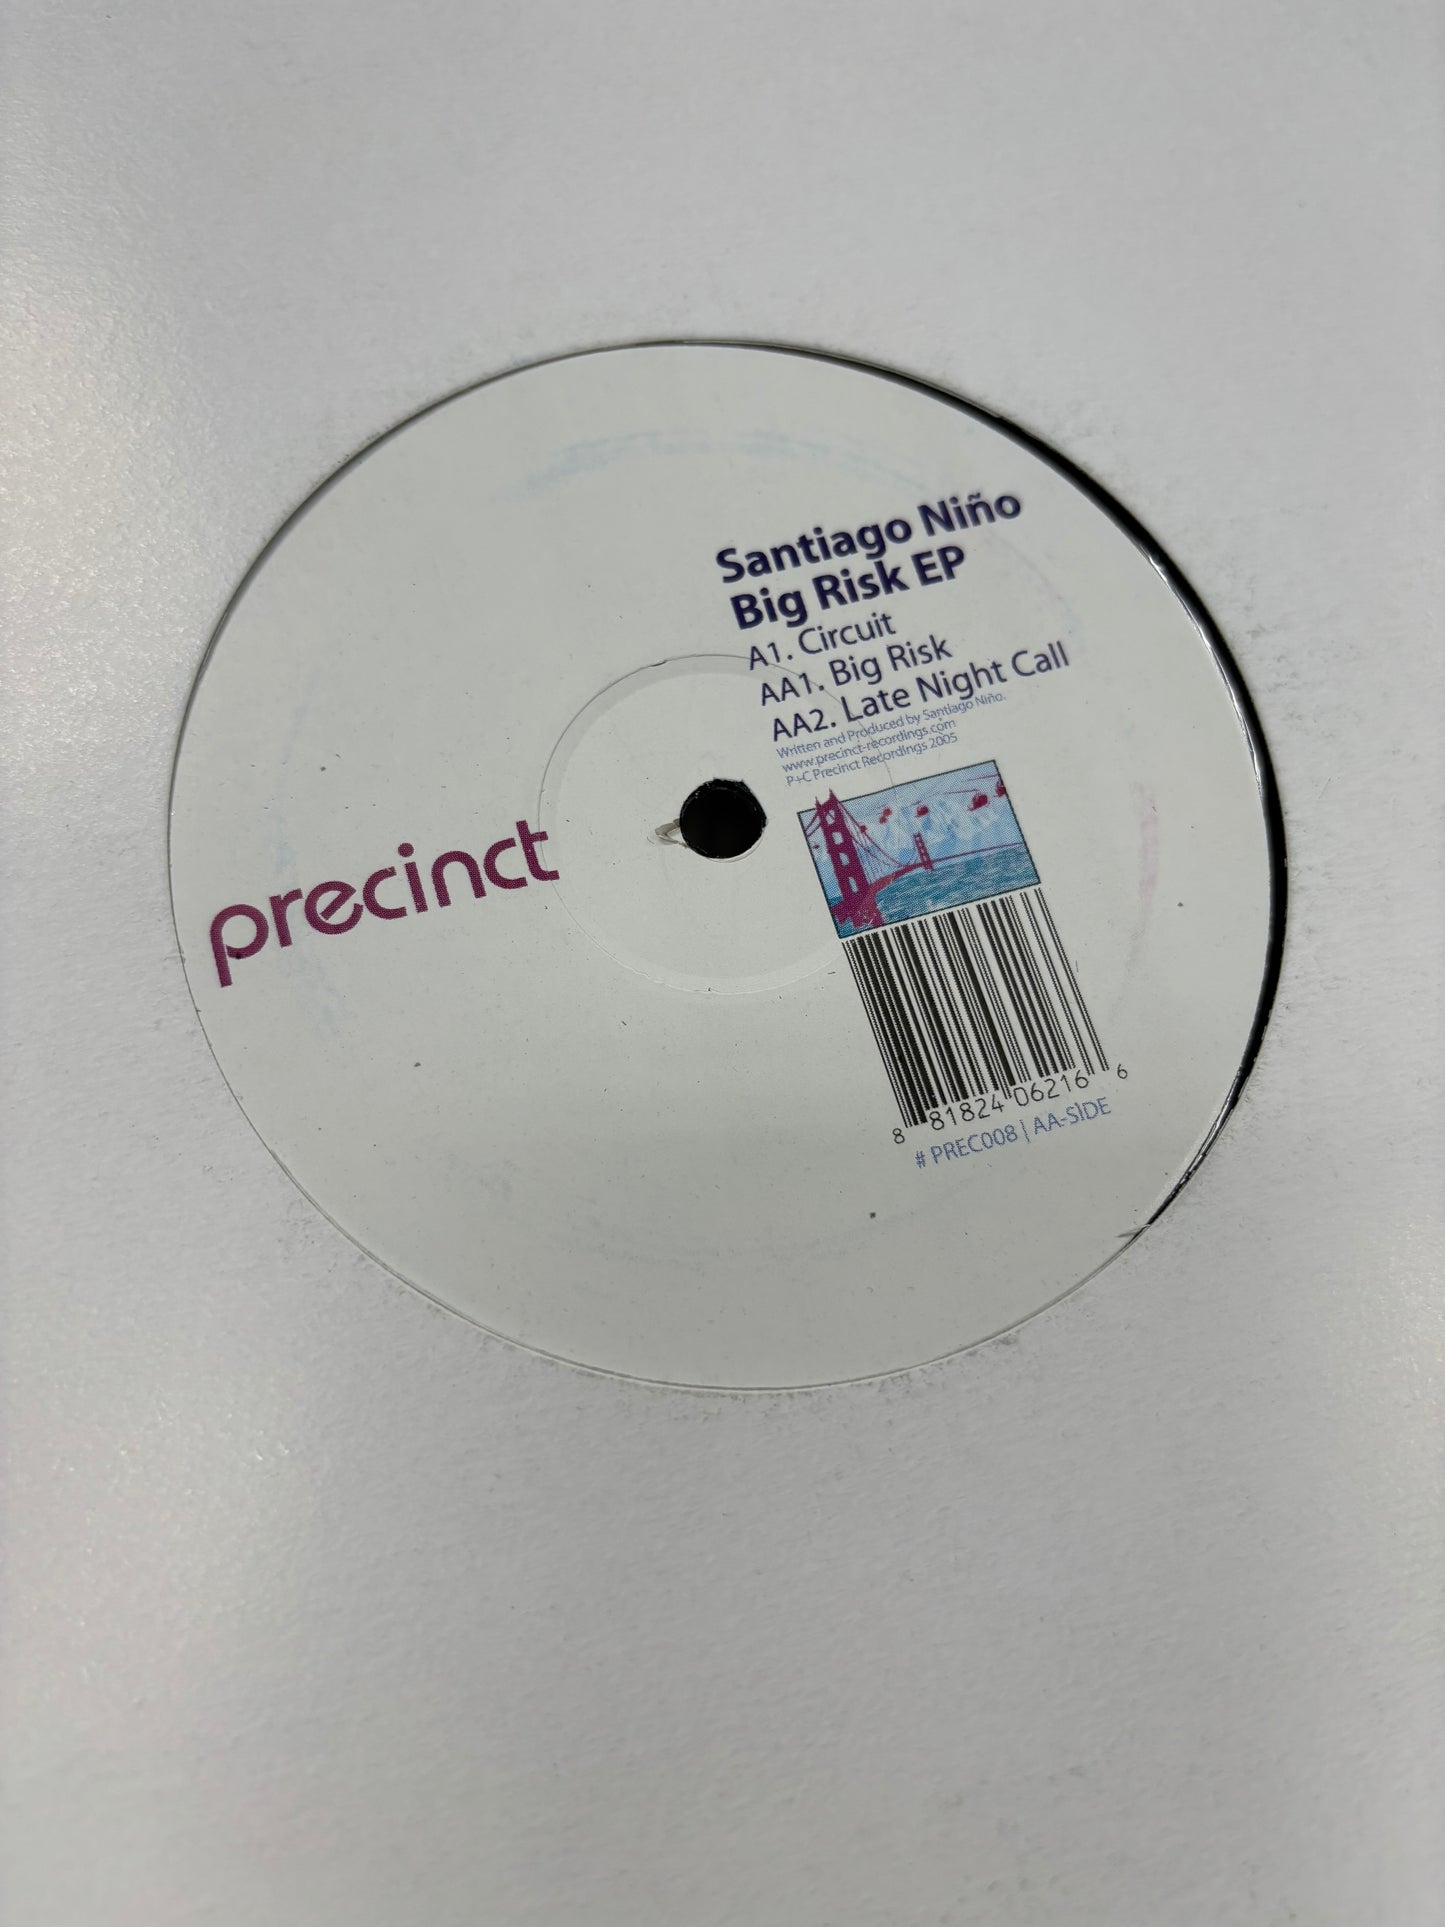 precinct
Santiago Niño
Big Risk EP
A1. Circuit
AA1. Big Risk
AA2. Late Night Call
Written and Produced by Santiago Niño.
www.precinct-recordings.com
P+C Precinct Recordings 2005
8 81824 06216 6
# PREC008 | AA-SIDE